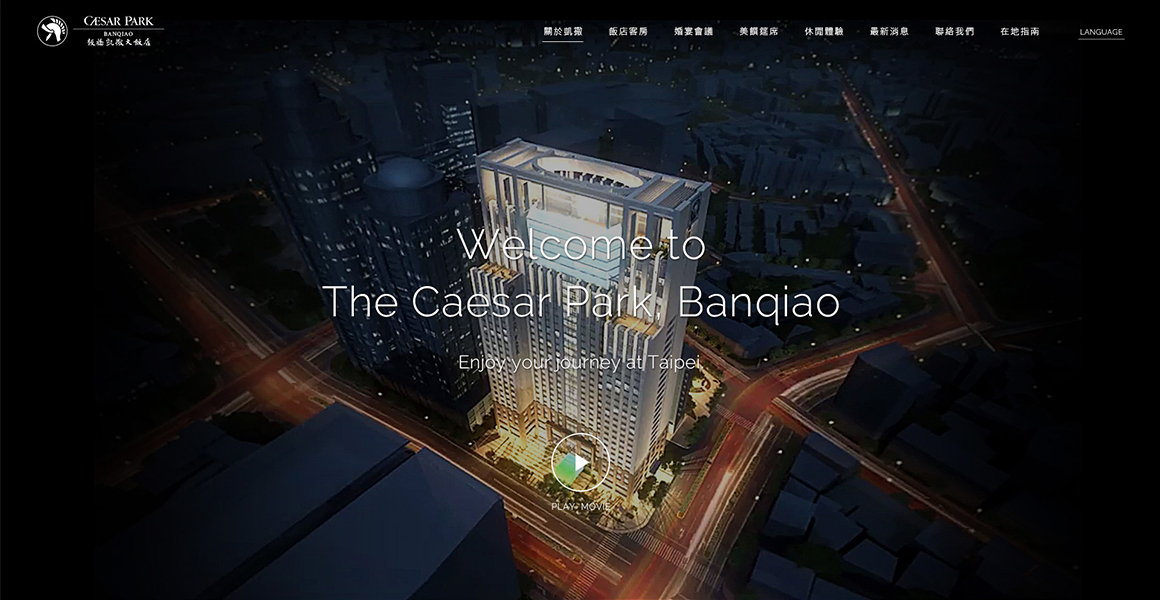 CÆSAR PARK
BANQIAO
板橋凱撒大飯店
關於凱撒 飯店客房 婚宴會議 美饌筵席 休閒體驗 最新消息 聯絡我們 在地指南 LANGUAGE
Welcome to
The Caesar Park, Banqiao
Enjoy your journey at Taipei.
PLAY MOVIE